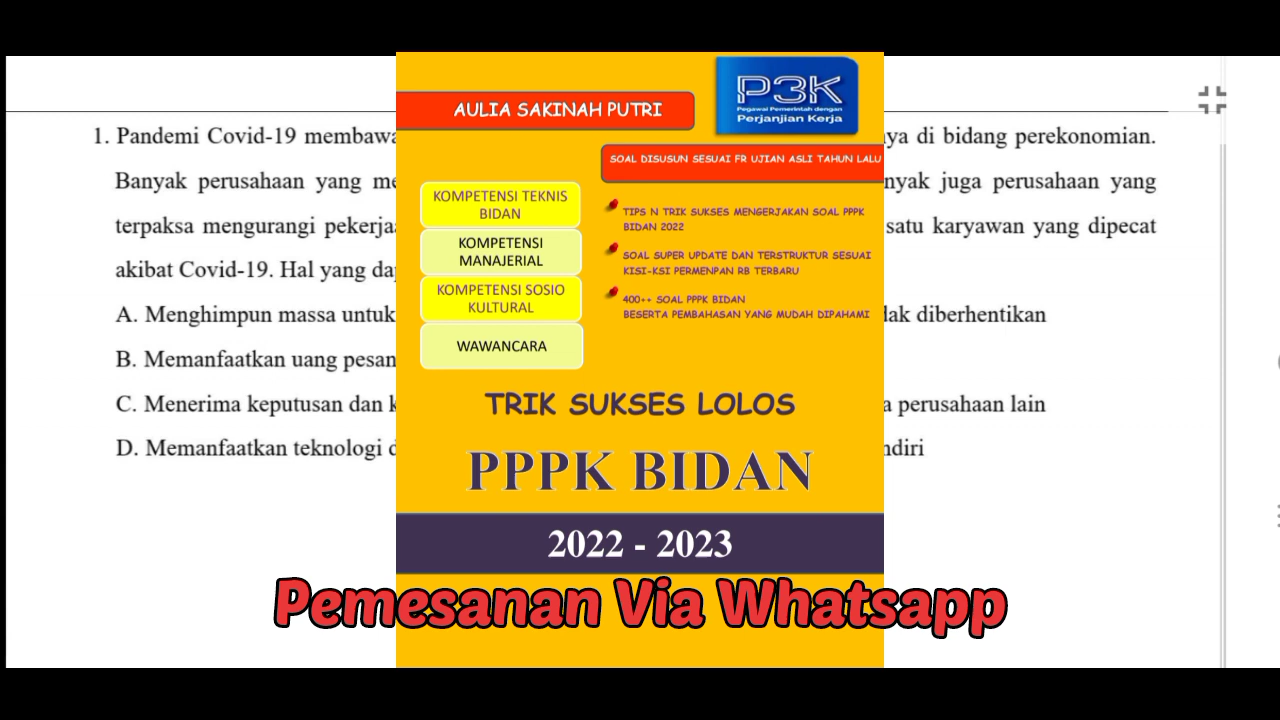 1. Pandemi Covid-19 membawa
ya di bidang perekonomian.
Banyak perusahaan yang me
nyak juga perusahaan yang
terpaksa mengurangi pekerja
satu karyawan yang dipecat
akibat Covid-19. Hal yang da
A. Menghimpun massa untuk
dak diberhentikan
B. Memanfaatkan uang pesan
C. Menerima keputusan dan k
a perusahaan lain
D. Memanfaatkan teknologi d
ndiri
AULIA SAKINAH PUTRI
P3K
Pegawai Pemerintah dengan
Perjanjian Kerja
SOAL DISUSUN SESUAI FR UJIAN ASLI TAHUN LALU
KOMPETENSI TEKNIS
BIDAN
KOMPETENSI
MANAJERIAL
KOMPETENSI SOSIO
KULTURAL
WAWANCARA
TIPS N TRIK SUKSES MENGERJAKAN SOAL PPPK
BIDAN 2022
SOAL SUPER UPDATE DAN TERSTRUKTUR SESUAI
KISI-KSI PERMENPAN RB TERBARU
400++ SOAL PPPK BIDAN
BESERTA PEMBAHASAN YANG MUDAH DIPAHAMI
TRIK SUKSES LOLOS
PPPK BIDAN
2022 - 2023
Pemesanan Via Whatsapp